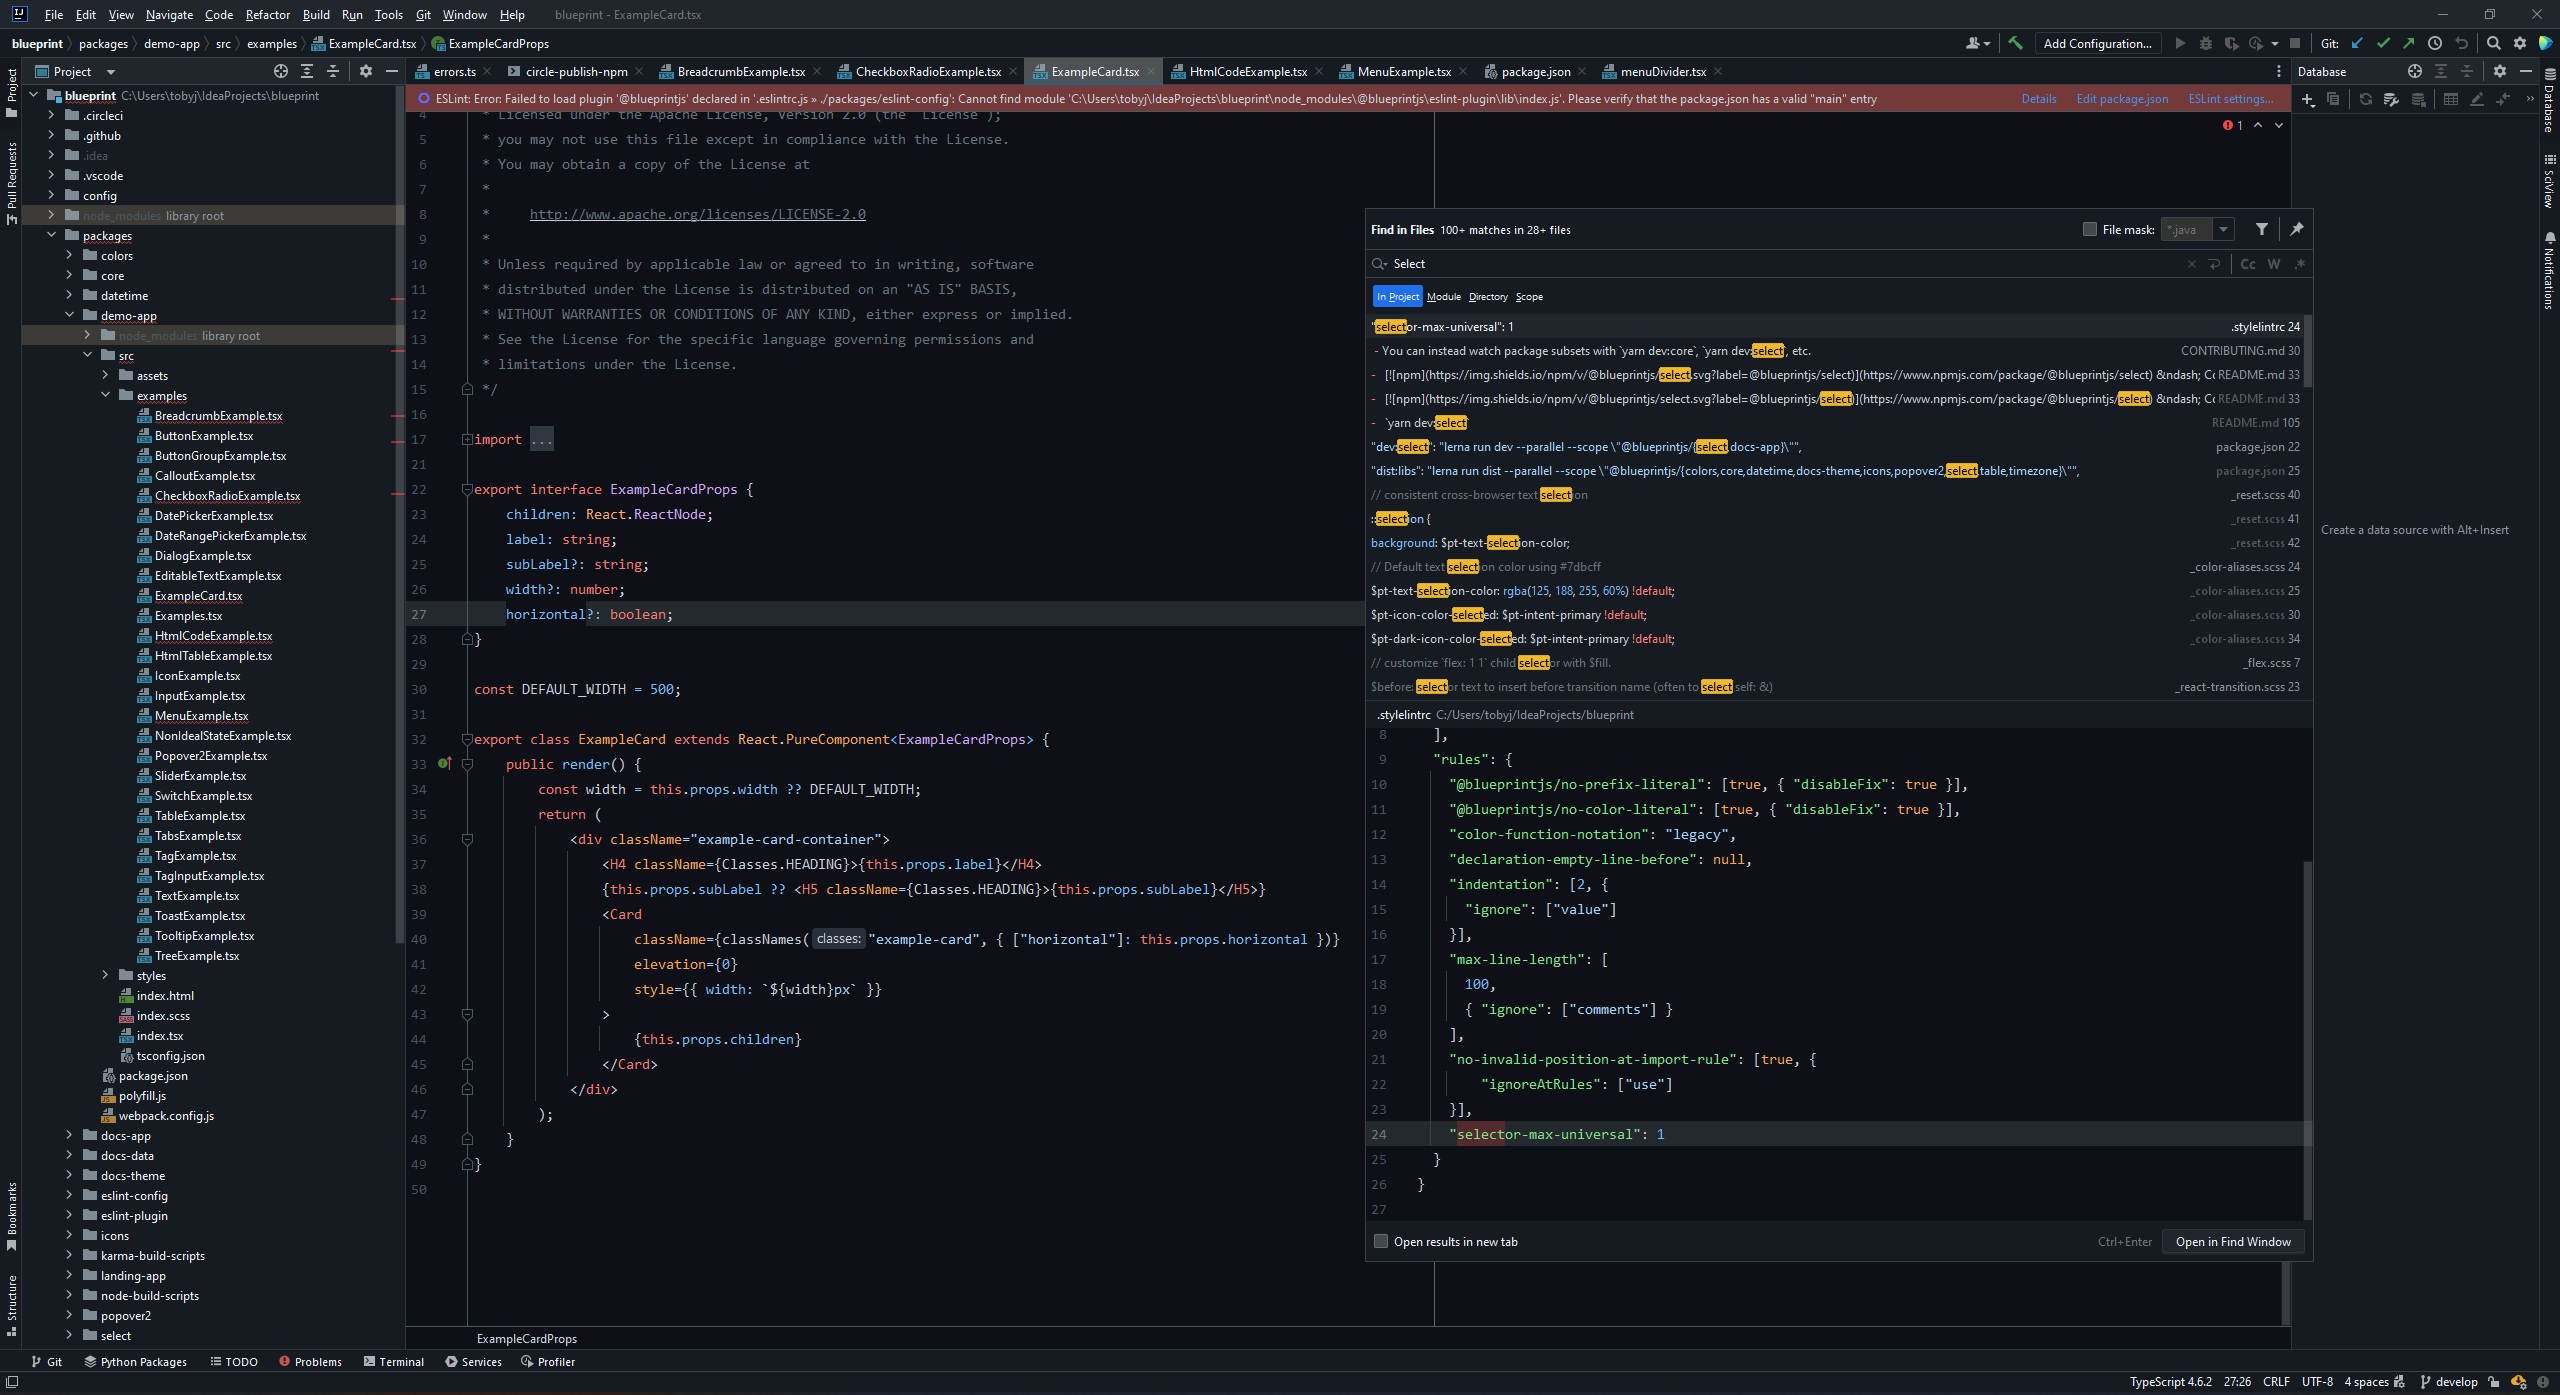 File Edit View Navigate Code Refactor Build Run Tools Git Window Help blueprint - ExampleCard.tsx
blueprint packages demo-app src examples ExampleCard.tsx ExampleCardProps
Add Configuration... Git:
Project
errors.ts circle-publish-npm BreadcrumbExample.tsx CheckboxRadioExample.tsx ExampleCard.tsx HtmlCodeExample.tsx MenuExample.tsx package.json menuDivider.tsx
Database
ESLint: Error: Failed to load plugin '@blueprintjs' declared in '.eslintrc.js » ./packages/eslint-config': Cannot find module 'C:\Users\tobyj\IdeaProjects\blueprint\node_modules\@blueprintjs\eslint-plugin\lib\index.js'. Please verify that the package.json has a valid "main" entry
Details Edit package.json ESLint settings...
Project
Pull Requests
Bookmarks
Structure
blueprint C:\Users\tobyj\IdeaProjects\blueprint
.circleci
.github
.idea
.vscode
config
node_modules library root
packages
colors
core
datetime
demo-app
node_modules library root
src
assets
examples
BreadcrumbExample.tsx
ButtonExample.tsx
ButtonGroupExample.tsx
CalloutExample.tsx
CheckboxRadioExample.tsx
DatePickerExample.tsx
DateRangePickerExample.tsx
DialogExample.tsx
EditableTextExample.tsx
ExampleCard.tsx
Examples.tsx
HtmlCodeExample.tsx
HtmlTableExample.tsx
IconExample.tsx
InputExample.tsx
MenuExample.tsx
NonIdealStateExample.tsx
Popover2Example.tsx
SliderExample.tsx
SwitchExample.tsx
TableExample.tsx
TabsExample.tsx
TagExample.tsx
TagInputExample.tsx
TextExample.tsx
ToastExample.tsx
TooltipExample.tsx
TreeExample.tsx
styles
index.html
index.scss
index.tsx
tsconfig.json
package.json
polyfill.js
webpack.config.js
docs-app
docs-data
docs-theme
eslint-config
eslint-plugin
icons
karma-build-scripts
landing-app
node-build-scripts
popover2
select
4 * Licensed under the Apache License, Version 2.0 (the "License");
5 * you may not use this file except in compliance with the License.
6 * You may obtain a copy of the License at
7 *
8 * http://www.apache.org/licenses/LICENSE-2.0
9 *
10 * Unless required by applicable law or agreed to in writing, software
11 * distributed under the License is distributed on an "AS IS" BASIS,
12 * WITHOUT WARRANTIES OR CONDITIONS OF ANY KIND, either express or implied.
13 * See the License for the specific language governing permissions and
14 * limitations under the License.
15 */
16
17 import ...
21
22 export interface ExampleCardProps {
23 children: React.ReactNode;
24 label: string;
25 subLabel?: string;
26 width?: number;
27 horizontal?: boolean;
28 }
29
30 const DEFAULT_WIDTH = 500;
31
32 export class ExampleCard extends React.PureComponent<ExampleCardProps> {
33 public render() {
34 const width = this.props.width ?? DEFAULT_WIDTH;
35 return (
36 <div className="example-card-container">
37 <H4 className={Classes.HEADING}>{this.props.label}</H4>
38 {this.props.subLabel ?? <H5 className={Classes.HEADING}>{this.props.subLabel}</H5>}
39 <Card
40 className={classNames( classes: "example-card", { ["horizontal"]: this.props.horizontal })}
41 elevation={0}
42 style={{ width: `${width}px` }}
43 >
44 {this.props.children}
45 </Card>
46 </div>
47 );
48 }
49 }
50
ExampleCardProps
1
Find in Files 100+ matches in 28+ files
File mask: *.java
Select
Cc W .*
In Project Module Directory Scope
"selector-max-universal": 1 .stylelintrc 24
- You can instead watch package subsets with `yarn dev:core`, `yarn dev:select`, etc. CONTRIBUTING.md 30
- [![npm](https://img.shields.io/npm/v/@blueprintjs/select.svg?label=@blueprintjs/select)](https://www.npmjs.com/package/@blueprintjs/select) &ndash; Cc README.md 33
- [![npm](https://img.shields.io/npm/v/@blueprintjs/select.svg?label=@blueprintjs/select)](https://www.npmjs.com/package/@blueprintjs/select) &ndash; Cc README.md 33
- `yarn dev:select` README.md 105
"dev:select": "lerna run dev --parallel --scope \"@blueprintjs/{select,docs-app}\"", package.json 22
"dist:libs": "lerna run dist --parallel --scope \"@blueprintjs/{colors,core,datetime,docs-theme,icons,popover2,select,table,timezone}\"", package.json 25
// consistent cross-browser text selection _reset.scss 40
::selection { _reset.scss 41
background: $pt-text-selection-color; _reset.scss 42
// Default text selection color using #7dbcff _color-aliases.scss 24
$pt-text-selection-color: rgba(125, 188, 255, 60%) !default; _color-aliases.scss 25
$pt-icon-color-selected: $pt-intent-primary !default; _color-aliases.scss 30
$pt-dark-icon-color-selected: $pt-intent-primary !default; _color-aliases.scss 34
// customize `flex: 1 1` child selector with $fill. _flex.scss 7
$before: selector text to insert before transition name (often to select self: &) _react-transition.scss 23
.stylelintrc C:/Users/tobyj/IdeaProjects/blueprint
8 ],
9 "rules": {
10 "@blueprintjs/no-prefix-literal": [true, { "disableFix": true }],
11 "@blueprintjs/no-color-literal": [true, { "disableFix": true }],
12 "color-function-notation": "legacy",
13 "declaration-empty-line-before": null,
14 "indentation": [2, {
15 "ignore": ["value"]
16 }],
17 "max-line-length": [
18 100,
19 { "ignore": ["comments"] }
20 ],
21 "no-invalid-position-at-import-rule": [true, {
22 "ignoreAtRules": ["use"]
23 }],
24 "selector-max-universal": 1
25 }
26 }
27
Open results in new tab Ctrl+Enter Open in Find Window
Create a data source with Alt+Insert
Database
SciView
Notifications
Git Python Packages TODO Problems Terminal Services Profiler
TypeScript 4.6.2 27:26 CRLF UTF-8 4 spaces develop